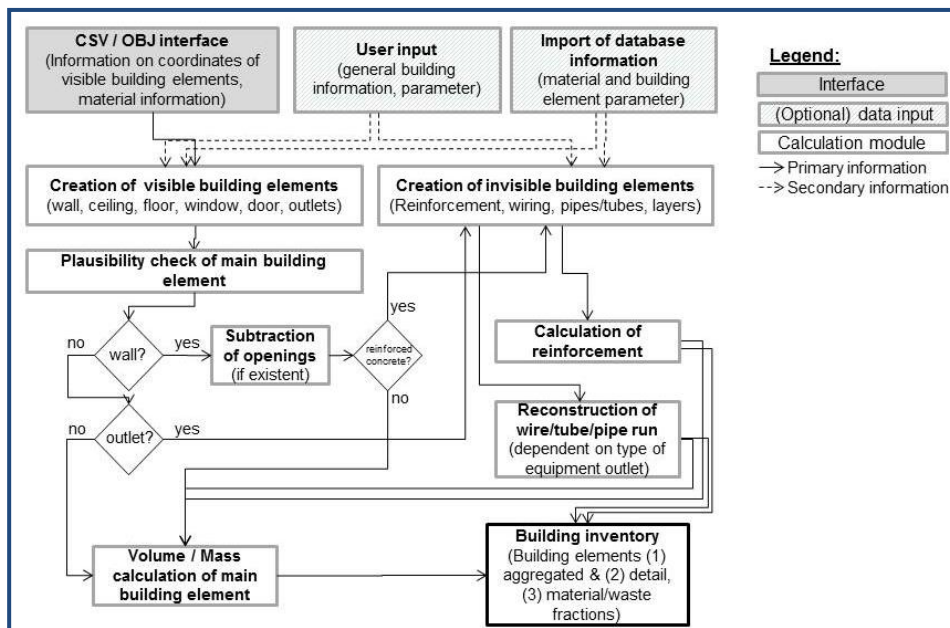 CSV / OBJ interface
(Information on coordinates of
visible building elements,
material information)
User input
(general building
information, parameter)
Import of database
information
(material and building
element parameter)
Legend:
Interface
(Optional) data input
Calculation module
Primary information
Secondary information
Creation of visible building elements
(wall, ceiling, floor, window, door, outlets)
Creation of invisible building elements
(Reinforcement, wiring, pipes/tubes, layers)
Plausibility check of main building
element
yes
no
wall?
yes
Subtraction
of openings
(if existent)
reinforced
concrete?
Calculation of
reinforcement
no
no
outlet?
yes
Reconstruction of
wire/tube/pipe run
(dependent on type of
equipment outlet)
Volume / Mass
calculation of main
building element
Building inventory
(Building elements (1)
aggregated & (2) detail,
(3) material/waste
fractions)